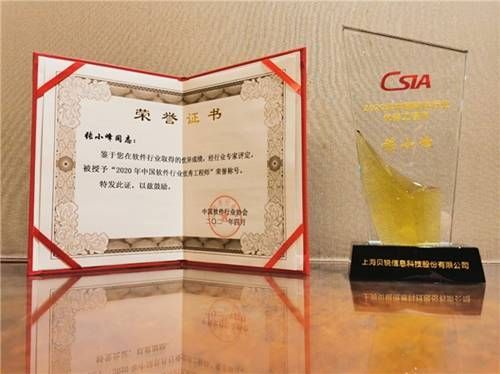 荣誉证书
张小峰同志:
鉴于您在软件行业取得的优异成绩,经行业专家评定,
被授予“2020年中国软件行业优秀工程师”荣誉称号。
特发此证,以兹鼓励。
中国软件行业协会
二〇二一年四月
CSIA
张小峰
上海贝锐信息科技股份有限公司